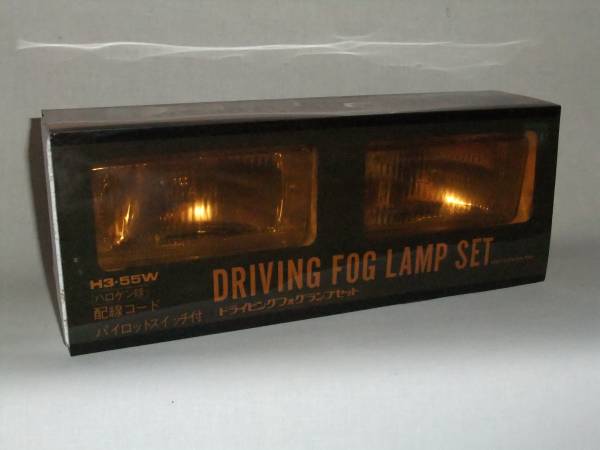 H3·55W
(ハロゲン球)
配線コード
パイロットスイッチ付
DRIVING FOG LAMP SET
ドライビングフォグランプセット